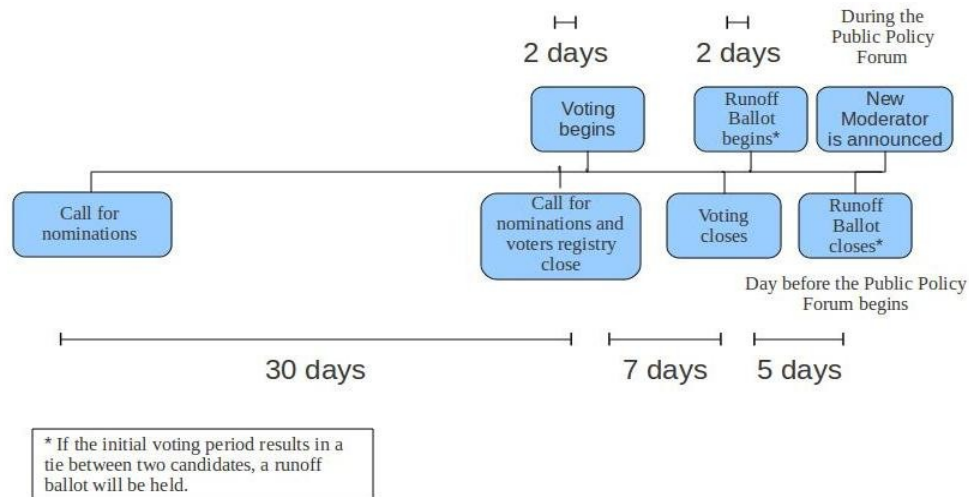 During the
Public Policy
Forum
2 days
2 days
Voting
begins
Runoff
Ballot
begins*
New
Moderator
is announced
Call for
nominations
Call for
nominations and
voters registry
close
Voting
closes
Runoff
Ballot
closes*
Day before the Public Policy
Forum begins
30 days
7 days
5 days
* If the initial voting period results in a
tie between two candidates, a runoff
ballot will be held.